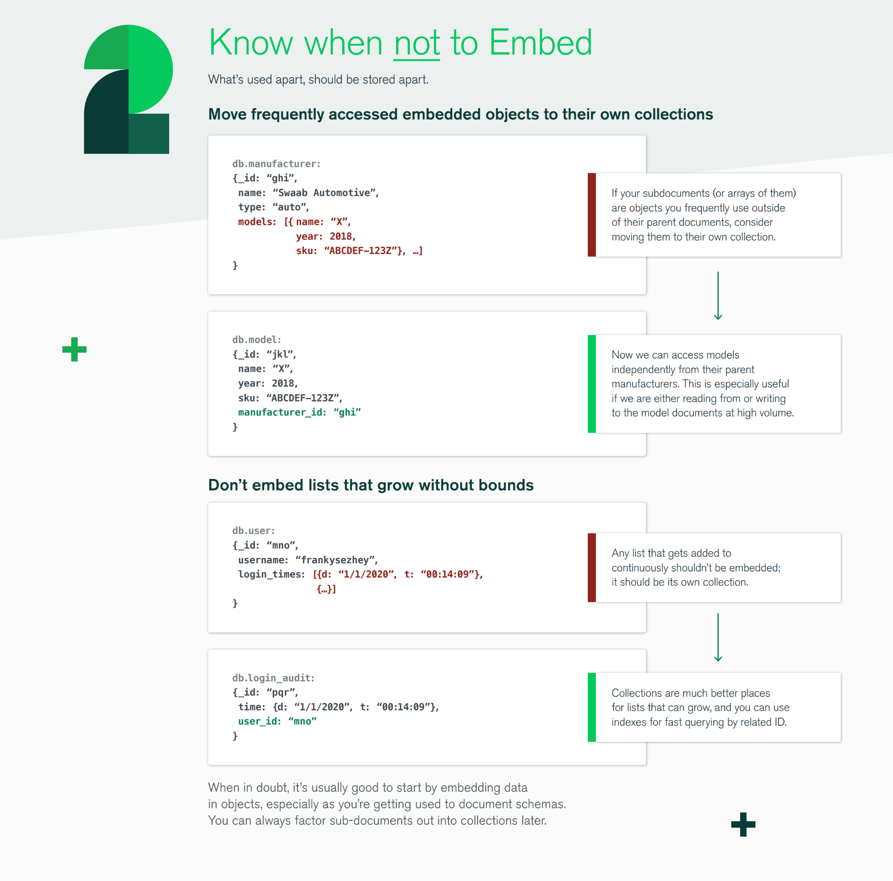 2
Know when not to Embed
What's used apart, should be stored apart.
Move frequently accessed embedded objects to their own collections
db.manufacturer:
{_id: “ghi”,
name: “Swaab Automotive”,
type: “auto”,
models: [{ name: “X”,
year: 2018,
sku: “ABCDEF-123Z”}, …]
}
If your subdocuments (or arrays of them)
are objects you frequently use outside
of their parent documents, consider
moving them to their own collection.
db.model:
{_id: “jkl”,
name: “X”,
year: 2018,
sku: “ABCDEF-123Z”,
manufacturer_id: “ghi”
}
Now we can access models
independently from their parent
manufacturers. This is especially useful
if we are either reading from or writing
to the model documents at high volume.
Don’t embed lists that grow without bounds
db.user:
{_id: “mno”,
username: “frankysezhey”,
login_times: [{d: “1/1/2020”, t: “00:14:09”},
{…}]
}
Any list that gets added to
continuously shouldn’t be embedded;
it should be its own collection.
db.login_audit:
{_id: “pqr”,
time: {d: “1/1/2020”, t: “00:14:09”},
user_id: “mno”
}
Collections are much better places
for lists that can grow, and you can use
indexes for fast querying by related ID.
When in doubt, it’s usually good to start by embedding data
in objects, especially as you’re getting used to document schemas.
You can always factor sub-documents out into collections later.